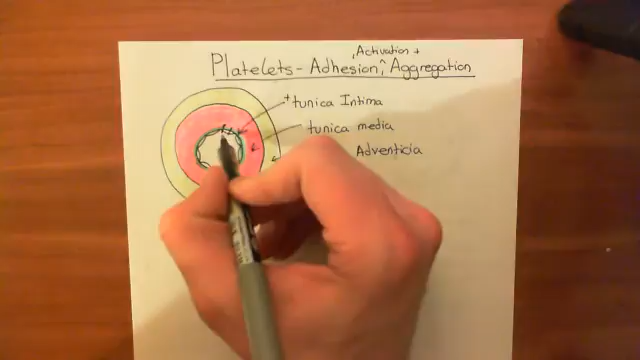 , Activation +
Platelets - Adhesion, ^ Aggregation
+ tunica Intima
tunica media
Adventicia